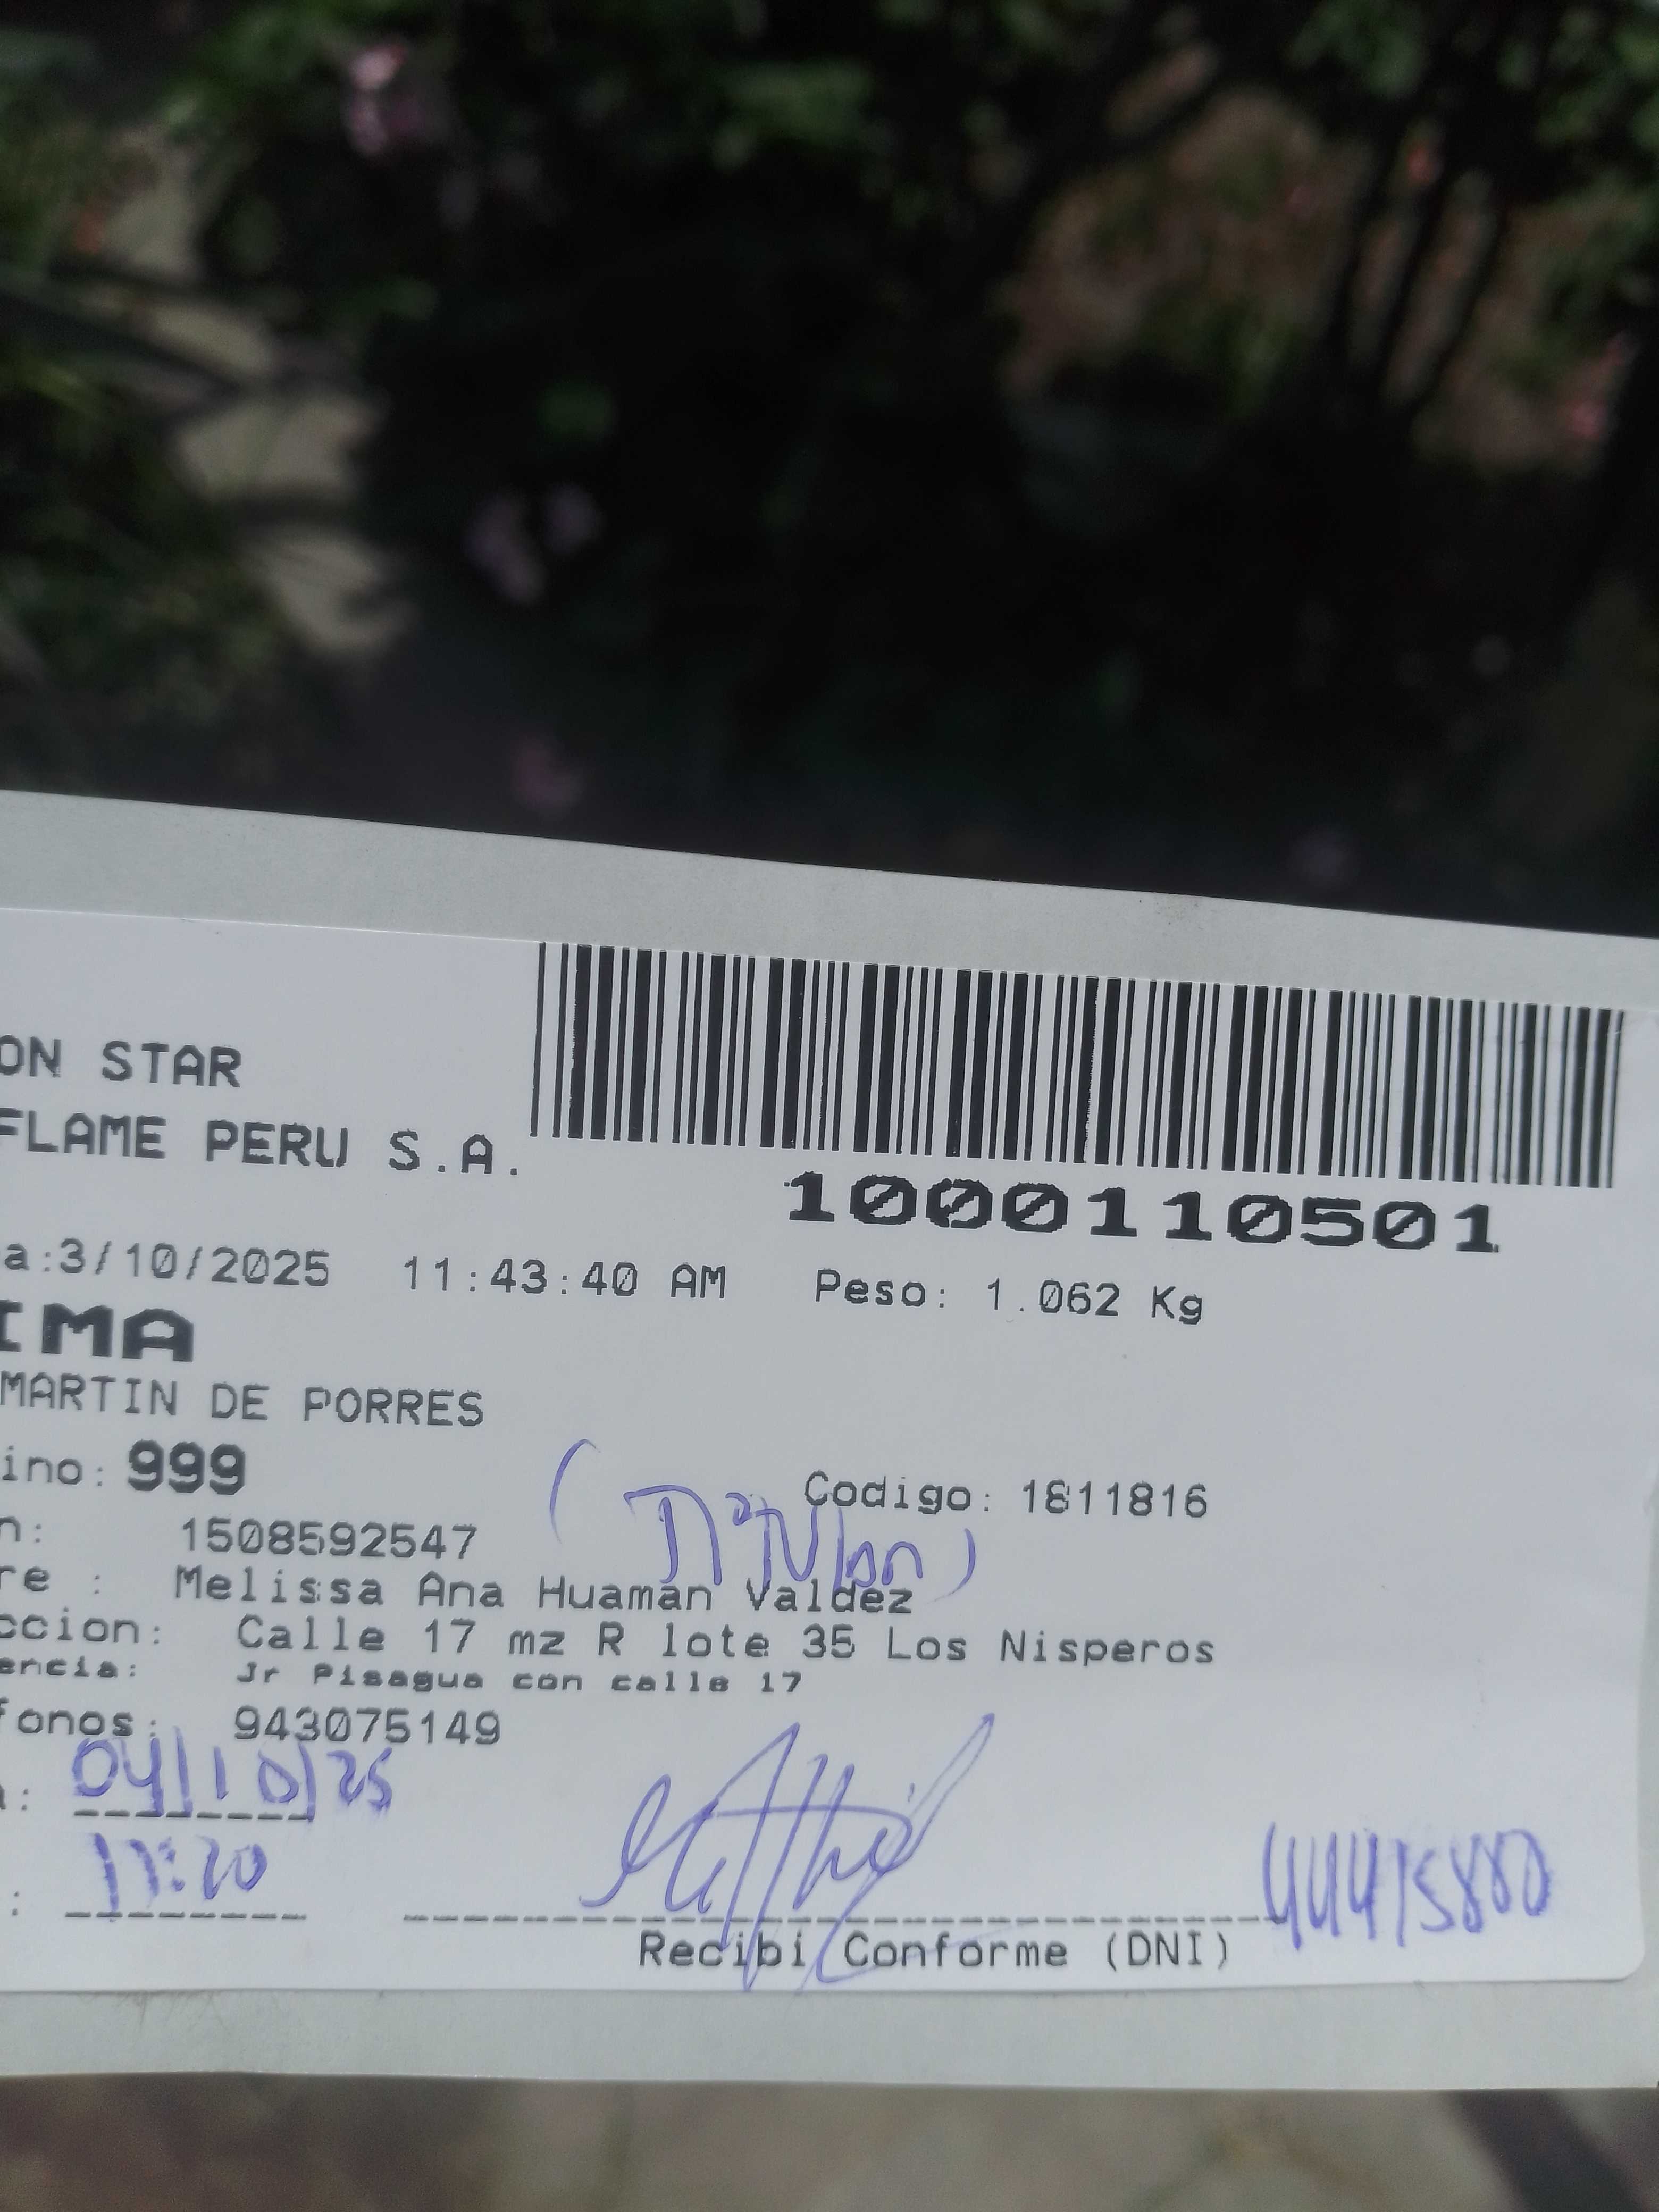 ON STAR
FLAME PERU S.A.
1000110501
a:3/10/2025 11:43:40 AM Peso: 1.062 Kg
IMA
MARTIN DE PORRES
ino: 999
Codigo: 1811816
n: 1508592547
re : Melissa Ana Huaman Valdez
ccion: Calle 17 mz R lote 35 Los Nisperos
encia: Jr Pisagua con calle 17
fonos: 943075149
: 04/10/25
: 11:20
Recibi Conforme (DNI)